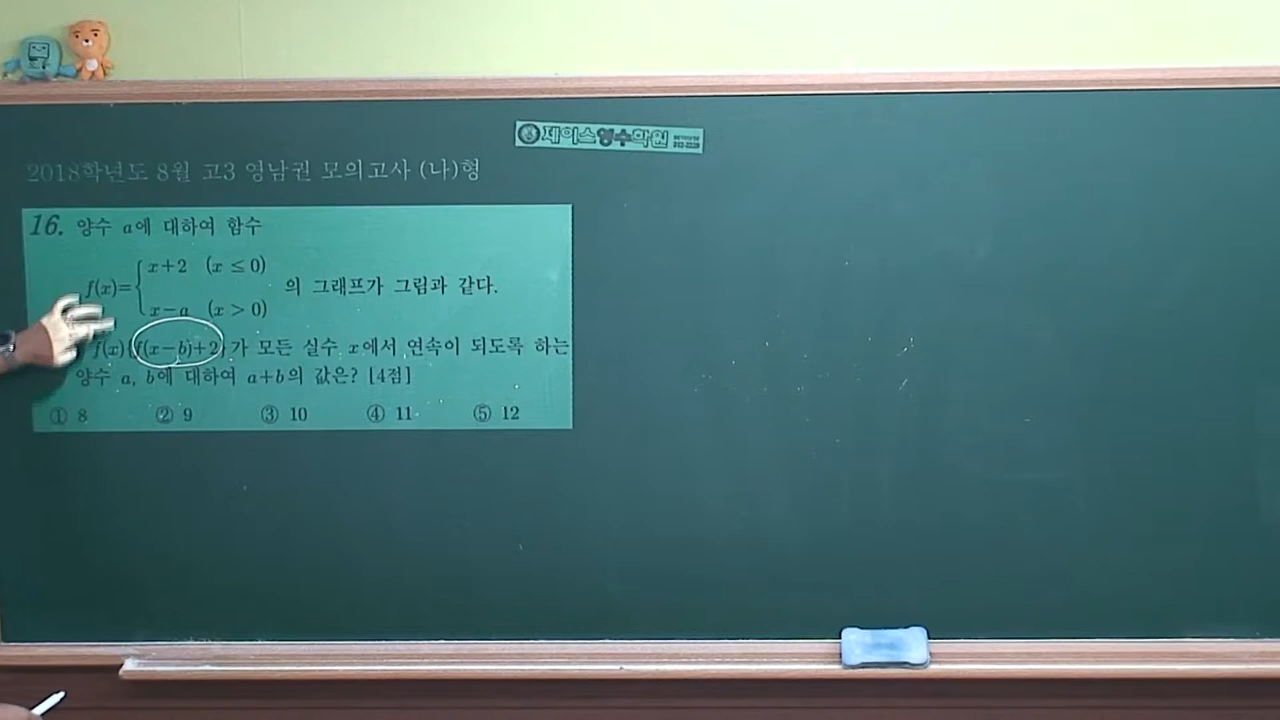 제이스영수학원
2018학년도 8월 고3 영남권 모의고사 (나)형
16. 양수 a에 대하여 함수
f(x)={ x+2 (x ≤ 0)
x−a (x > 0)
의 그래프가 그림과 같다.
f(x){f(x−b)+2}가 모든 실수 x에서 연속이 되도록 하는
양수 a, b에 대하여 a+b의 값은? [4점]
① 8 ② 9 ③ 10 ④ 11 ⑤ 12